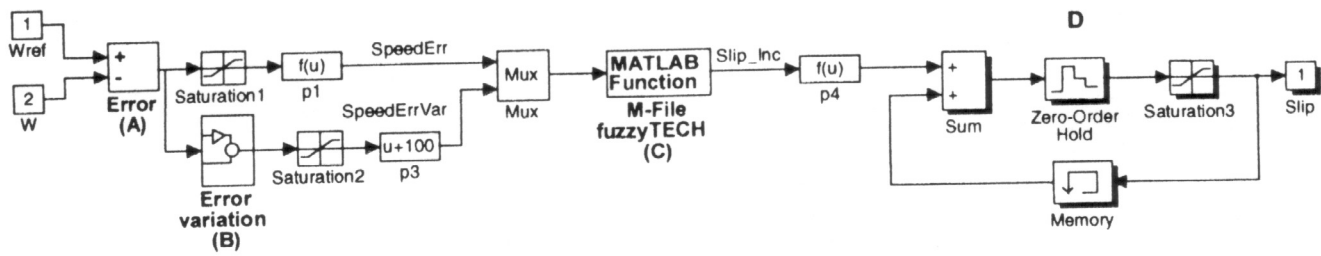 1
Wref
2
W
+
-
Error
(A)
Saturation1
f(u)
p1
SpeedErr
Error
variation
(B)
Saturation2
u+100
p3
SpeedErrVar
Mux
Mux
MATLAB
Function
M-File
fuzzyTECH
(C)
Slip_Inc
f(u)
p4
D
+
+
Sum
Zero-Order
Hold
Saturation3
1
Slip
Memory